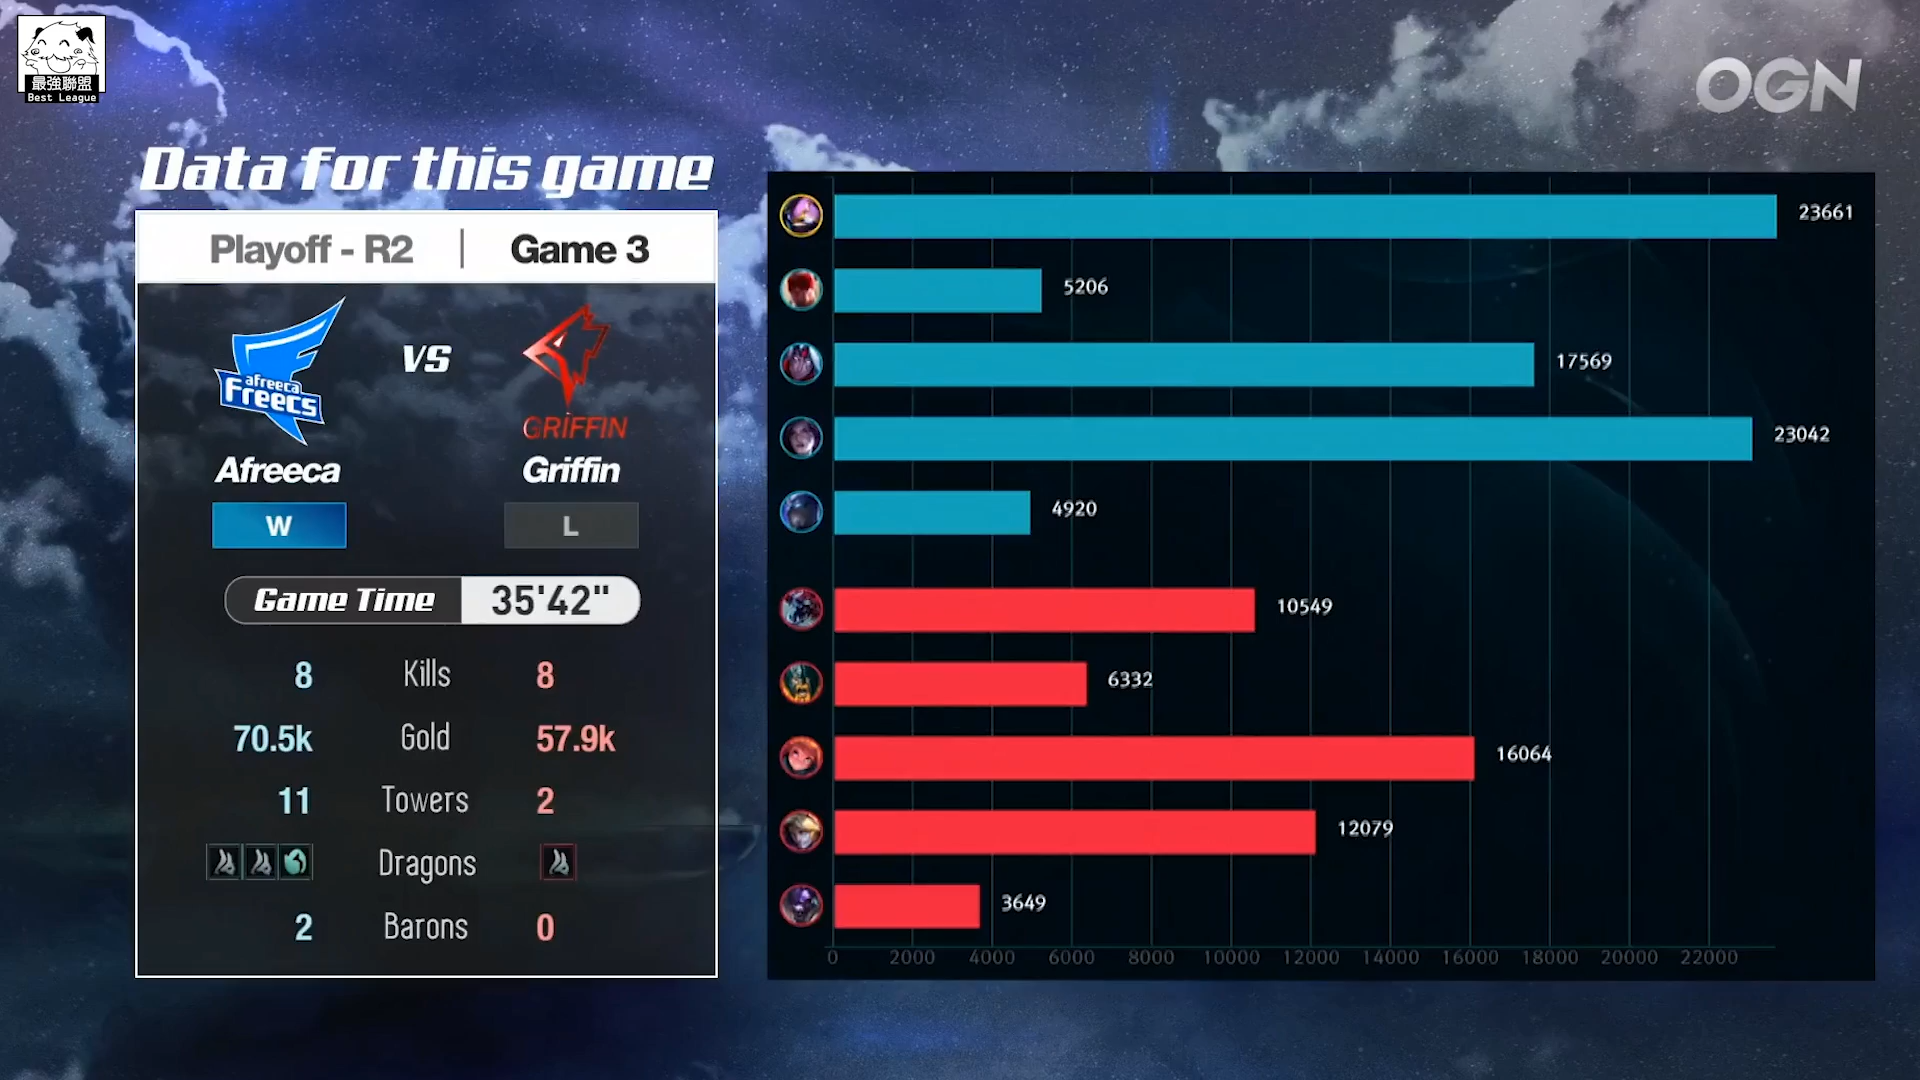 最強聯盟
Best League
OGN
Data for this game
Playoff - R2 | Game 3
afreeca
Freecs
VS
GRIFFIN
Afreeca
Griffin
W
L
Game Time 35'42"
8 Kills 8
70.5k Gold 57.9k
11 Towers 2
Dragons
2 Barons 0
23661
5206
17569
23042
4920
10549
6332
16064
12079
3649
0 2000 4000 6000 8000 10000 12000 14000 16000 18000 20000 22000